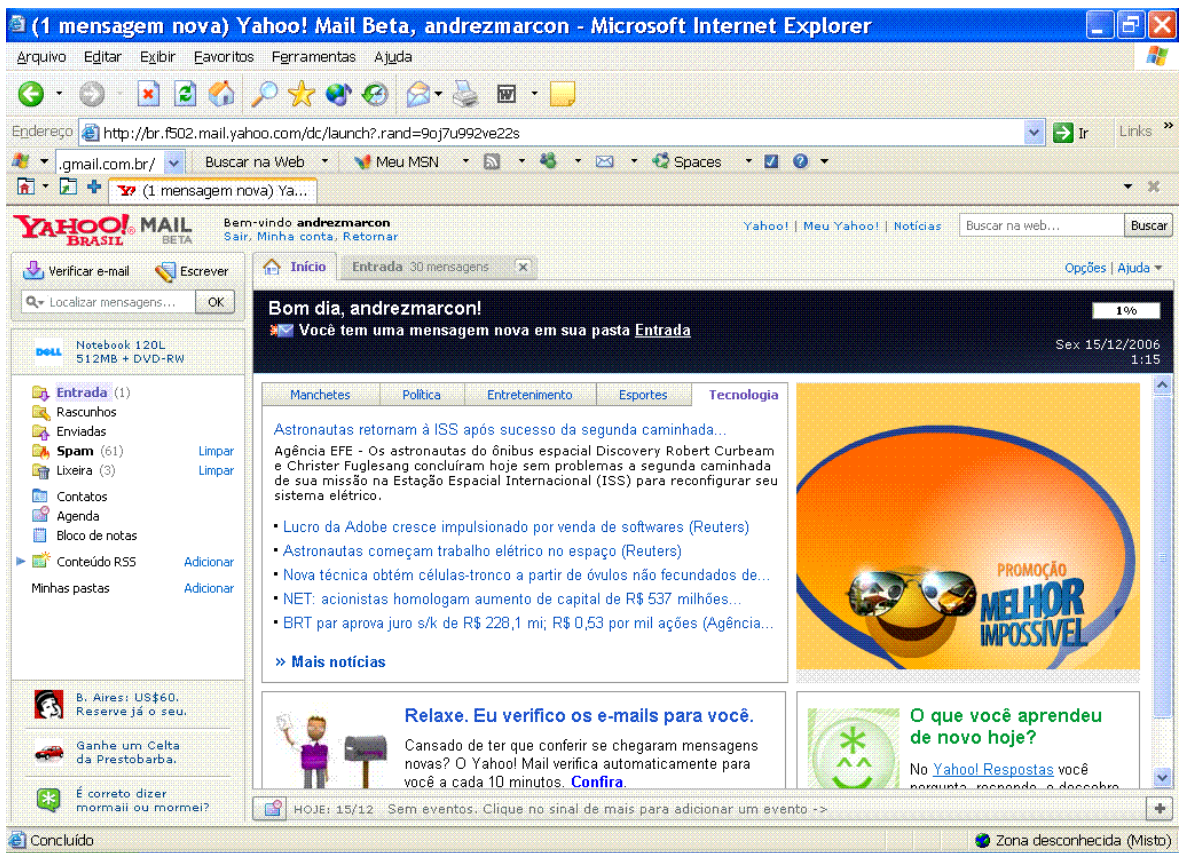 (1 mensagem nova) Yahoo! Mail Beta, andrezmarcon - Microsoft Internet Explorer
Arquivo Editar Exibir Favoritos Ferramentas Ajuda
Endereço http://br.f502.mail.yahoo.com/dc/launch?.rand=9oj7u992ve22s Ir Links »
.gmail.com.br/ Buscar na Web Meu MSN Spaces
(1 mensagem nova) Ya...
YAHOO! MAIL
BRASIL BETA
Bem-vindo andrezmarcon
Sair, Minha conta, Retornar
Yahoo! | Meu Yahoo! | Notícias Buscar na web... Buscar
Verificar e-mail Escrever
Localizar mensagens... OK
DELL Notebook 120L
512MB + DVD-RW
Entrada (1)
Rascunhos
Enviadas
Spam (61) Limpar
Lixeira (3) Limpar
Contatos
Agenda
Bloco de notas
Conteúdo RSS Adicionar
Minhas pastas Adicionar
B. Aires: US$60.
Reserve já o seu.
Ganhe um Celta
da Prestobarba.
É correto dizer
mormaii ou mormei?
Início Entrada 30 mensagens x
Opções | Ajuda
Bom dia, andrezmarcon!
Você tem uma mensagem nova em sua pasta Entrada
1%
Sex 15/12/2006
1:15
Manchetes Política Entretenimento Esportes Tecnologia
Astronautas retornam à ISS após sucesso da segunda caminhada...
Agência EFE - Os astronautas do ônibus espacial Discovery Robert Curbeam
e Christer Fuglesang concluíram hoje sem problemas a segunda caminhada
de sua missão na Estação Espacial Internacional (ISS) para reconfigurar seu
sistema elétrico.
• Lucro da Adobe cresce impulsionado por venda de softwares (Reuters)
• Astronautas começam trabalho elétrico no espaço (Reuters)
• Nova técnica obtém células-tronco a partir de óvulos não fecundados de...
• NET: acionistas homologam aumento de capital de R$ 537 milhões...
• BRT par aprova juro s/k de R$ 228,1 mi; R$ 0,53 por mil ações (Agência...
» Mais notícias
PROMOÇÃO
MELHOR
IMPOSSÍVEL
Relaxe. Eu verifico os e-mails para você.
Cansado de ter que conferir se chegaram mensagens
novas? O Yahoo! Mail verifica automaticamente para
você a cada 10 minutos. Confira.
O que você aprendeu
de novo hoje?
No Yahoo! Respostas você
pergunta, responde, e descobre
HOJE: 15/12 Sem eventos. Clique no sinal de mais para adicionar um evento -> +
Concluído Zona desconhecida (Misto)